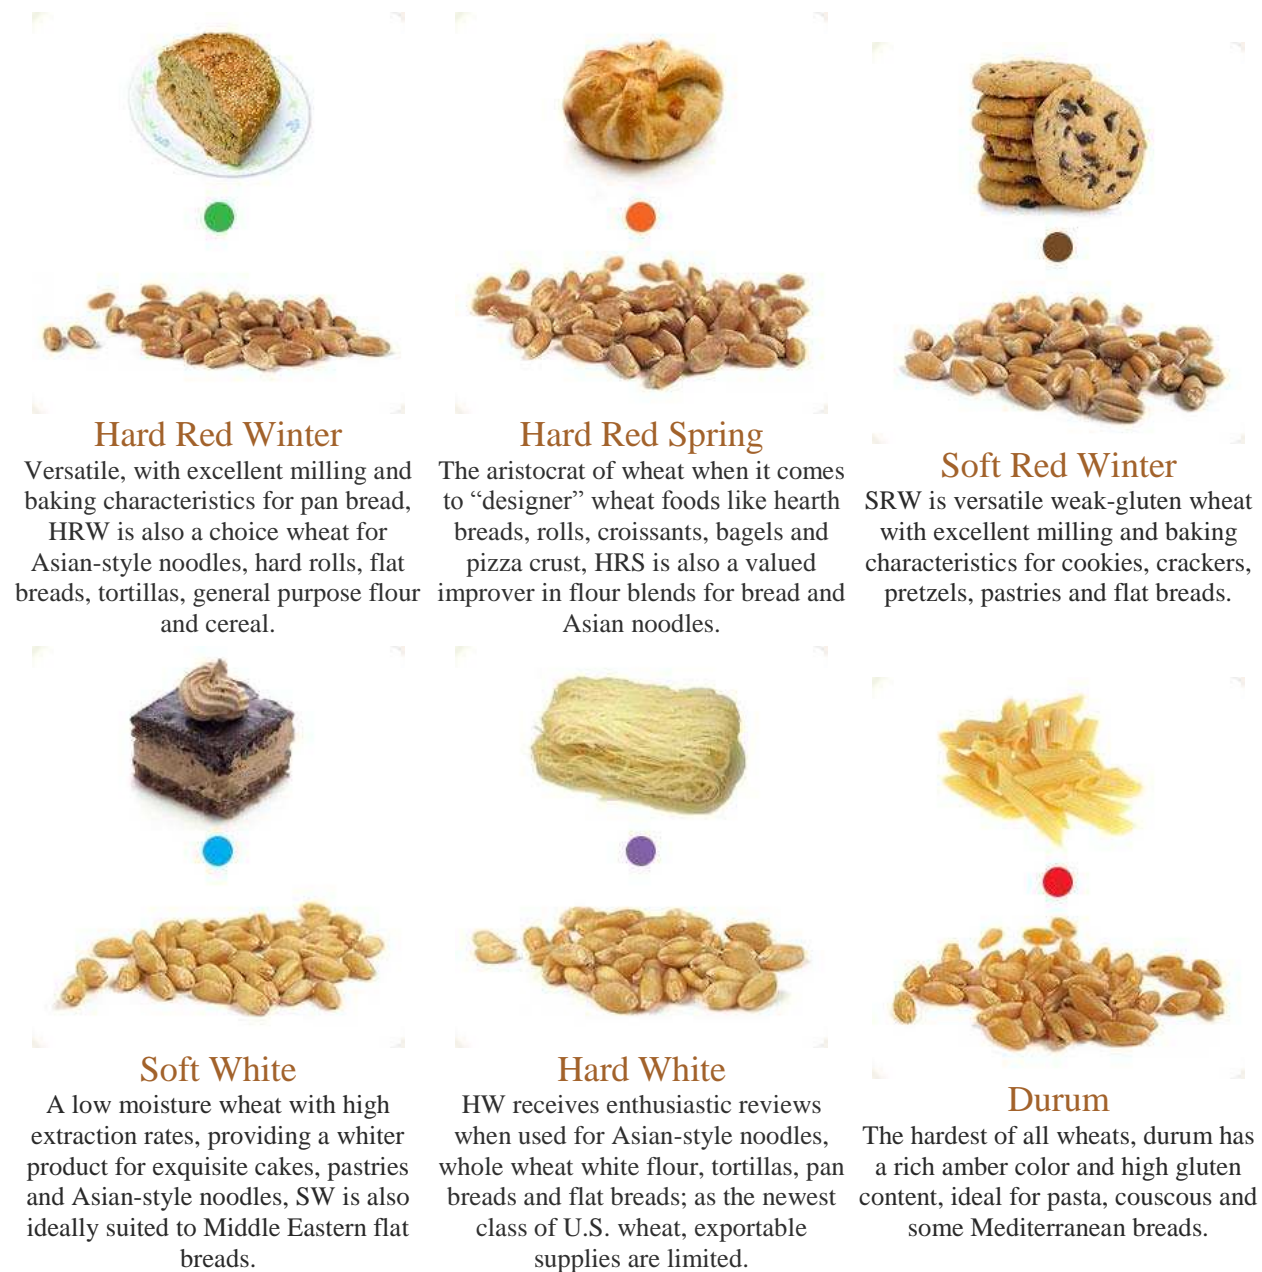 Hard Red Winter
Versatile, with excellent milling and
baking characteristics for pan bread,
HRW is also a choice wheat for
Asian-style noodles, hard rolls, flat
breads, tortillas, general purpose flour
and cereal.
Hard Red Spring
The aristocrat of wheat when it comes
to “designer” wheat foods like hearth
breads, rolls, croissants, bagels and
pizza crust, HRS is also a valued
improver in flour blends for bread and
Asian noodles.
Soft Red Winter
SRW is versatile weak-gluten wheat
with excellent milling and baking
characteristics for cookies, crackers,
pretzels, pastries and flat breads.
Soft White
A low moisture wheat with high
extraction rates, providing a whiter
product for exquisite cakes, pastries
and Asian-style noodles, SW is also
ideally suited to Middle Eastern flat
breads.
Hard White
HW receives enthusiastic reviews
when used for Asian-style noodles,
whole wheat white flour, tortillas, pan
breads and flat breads; as the newest
class of U.S. wheat, exportable
supplies are limited.
Durum
The hardest of all wheats, durum has
a rich amber color and high gluten
content, ideal for pasta, couscous and
some Mediterranean breads.